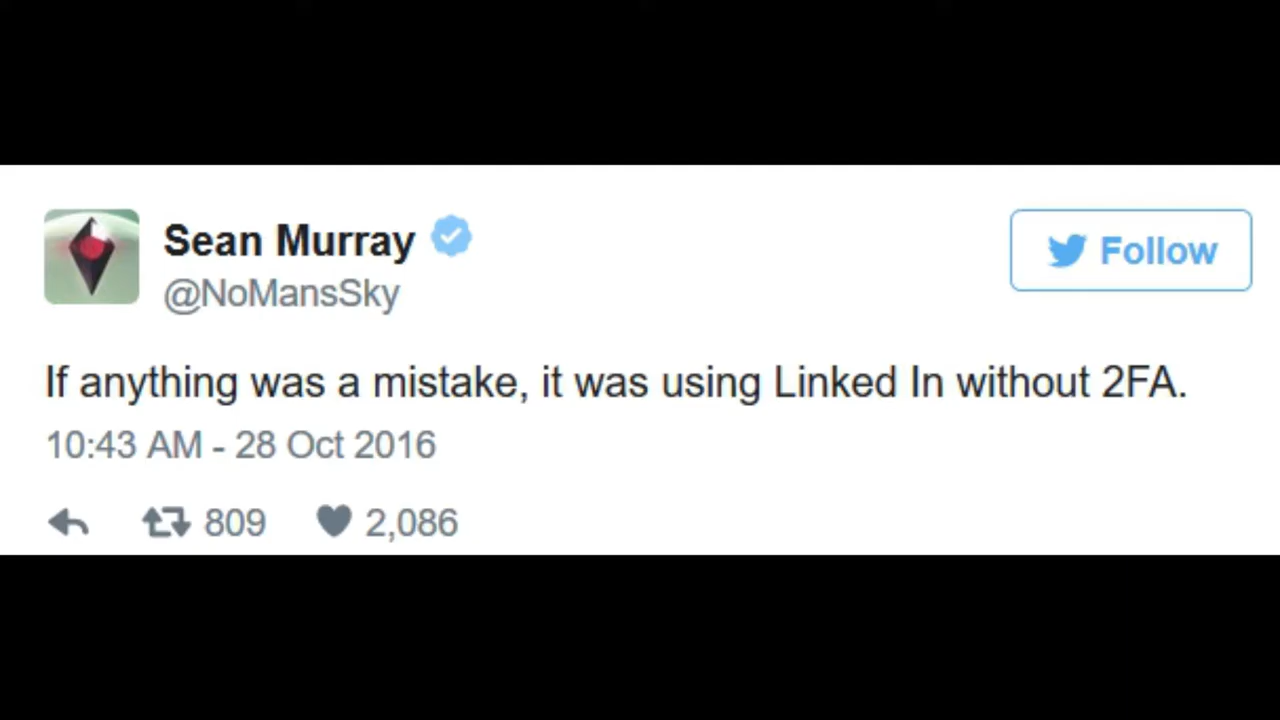 Sean Murray
@NoMansSky
Follow
If anything was a mistake, it was using Linked In without 2FA.
10:43 AM - 28 Oct 2016
809 2,086